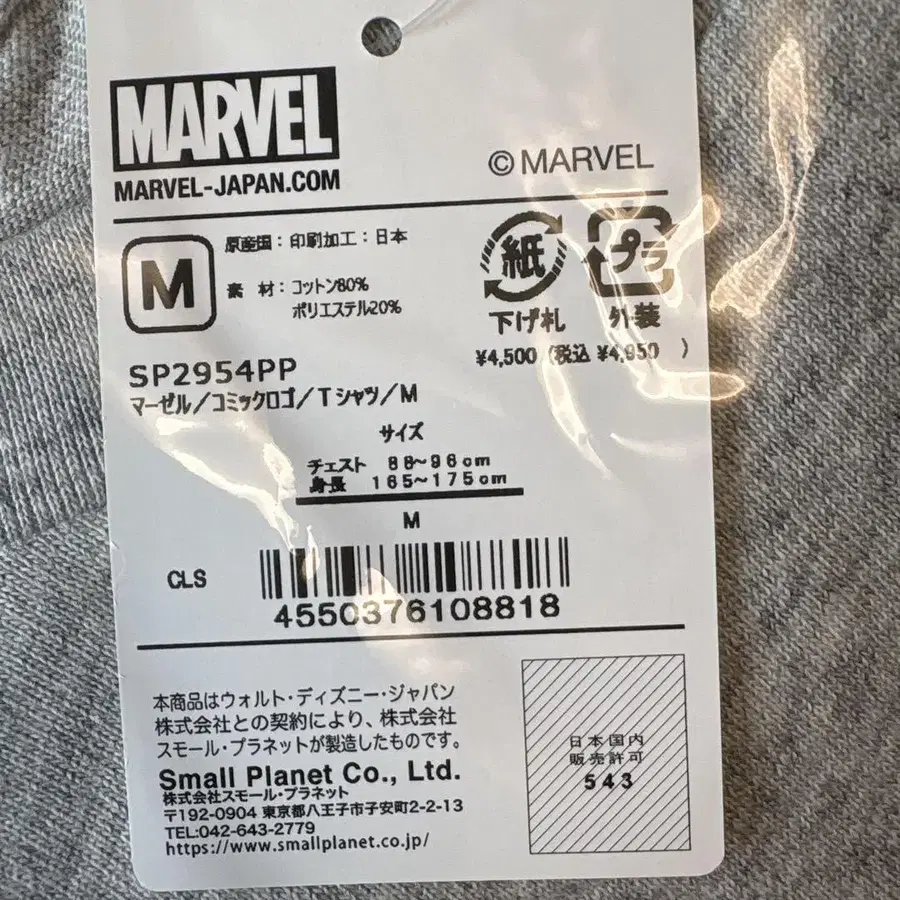 MARVEL
MARVEL-JAPAN.COM
© MARVEL
M
原産国：印刷加工：日本
素 材：コットン80%
ポリエステル20%
紙
下げ札
プラ
外装
¥4,500 (税込 ¥4,950 )
SP2954PP
マーゼル/コミックロゴ/Tシャツ/M
サイズ
チェスト 88~96cm
身長 165~175cm
M
CLS
4550376108818
本商品はウォルト・ディズニー・ジャパン
株式会社との契約により、株式会社
スモール・プラネットが製造したものです。
Small Planet Co., Ltd.
株式会社スモール・プラネット
〒192-0904 東京都八王子市子安町2-2-13
TEL:042-643-2779
https://www.smallplanet.co.jp/
日本国内
販売許可
543